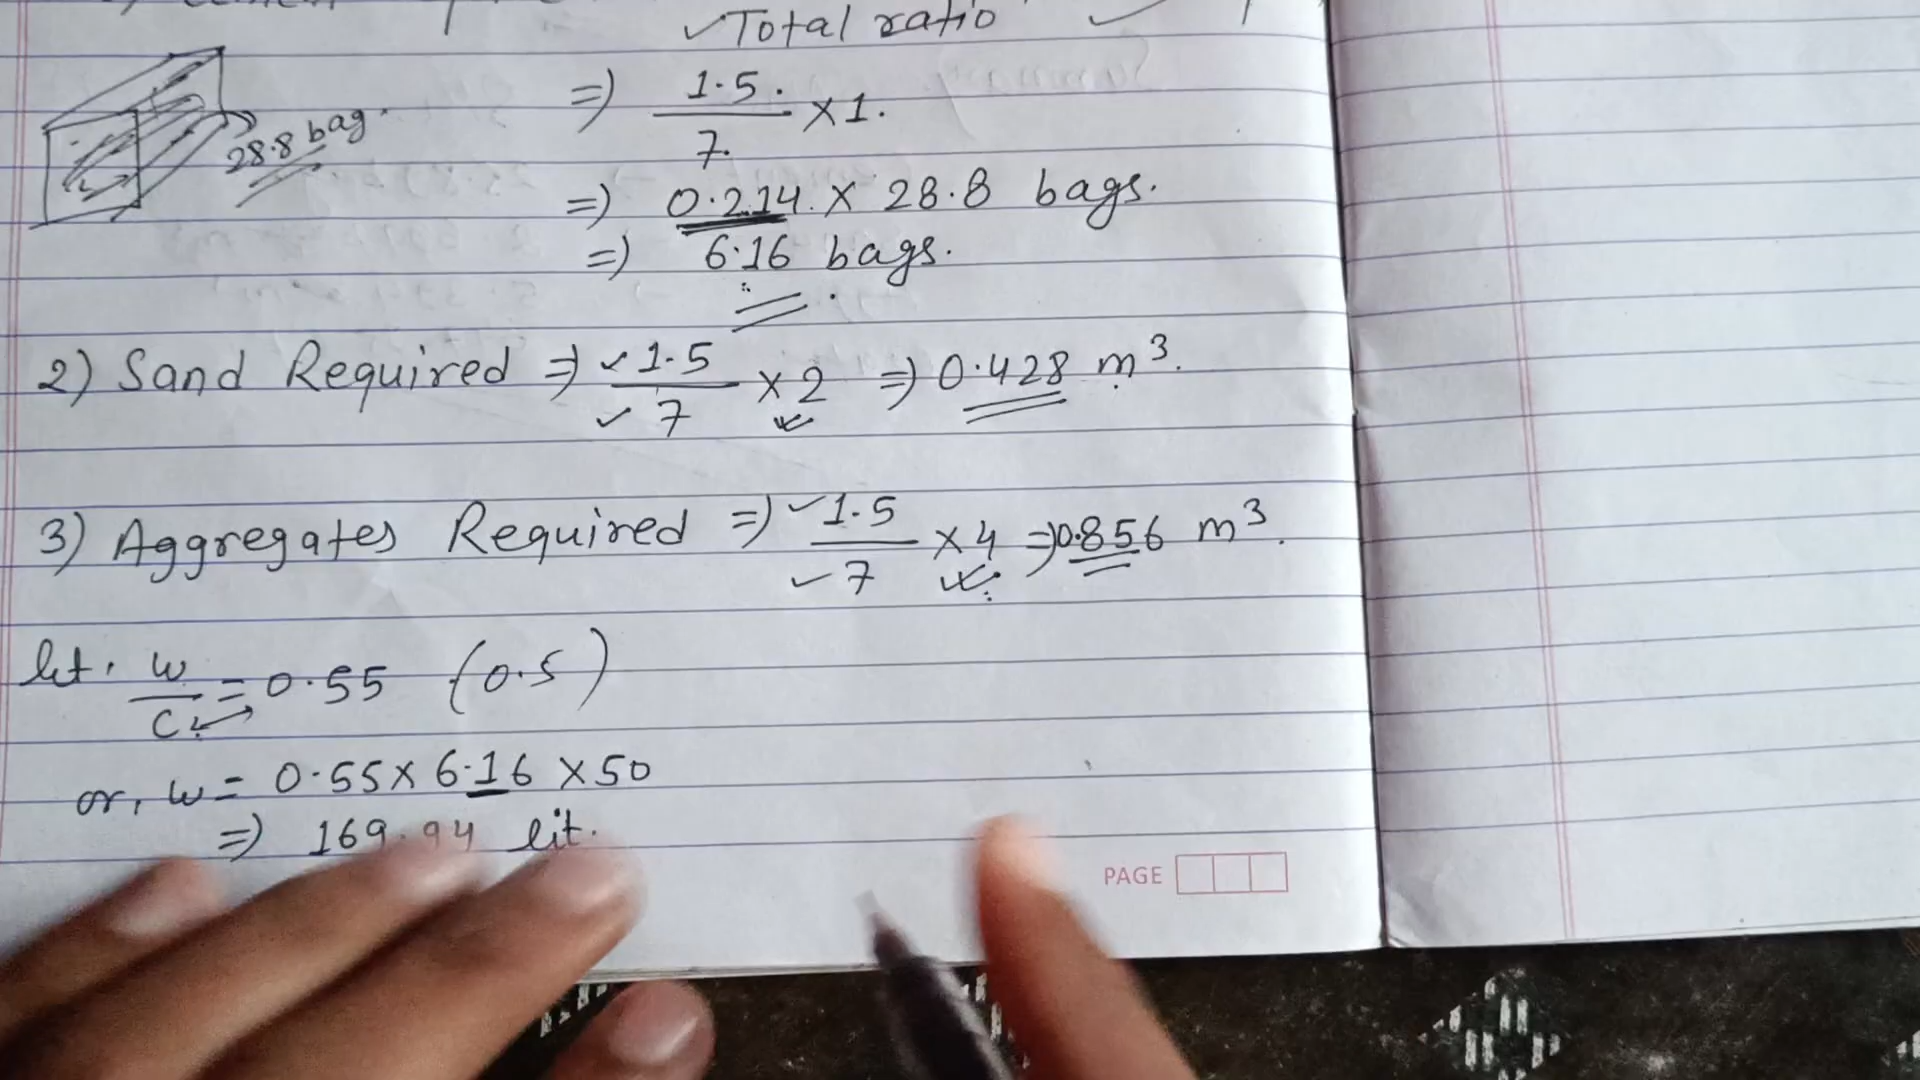 ✓Total ratio ✓
=) 1.5. / 7. ×1.
28.8 bag.
=) 0.214. × 28.8 bags.
=) 6.16 bags.
2) Sand Required =) ✓1.5 / ✓7 × 2 =) 0.428 m³.
3) Aggregates Required =) ✓1.5 / ✓7 × 4 =) 0.856 m³.
let. w / c = 0.55 (0.5)
or, w = 0.55 × 6.16 × 50
=) 169.94 lit.
PAGE